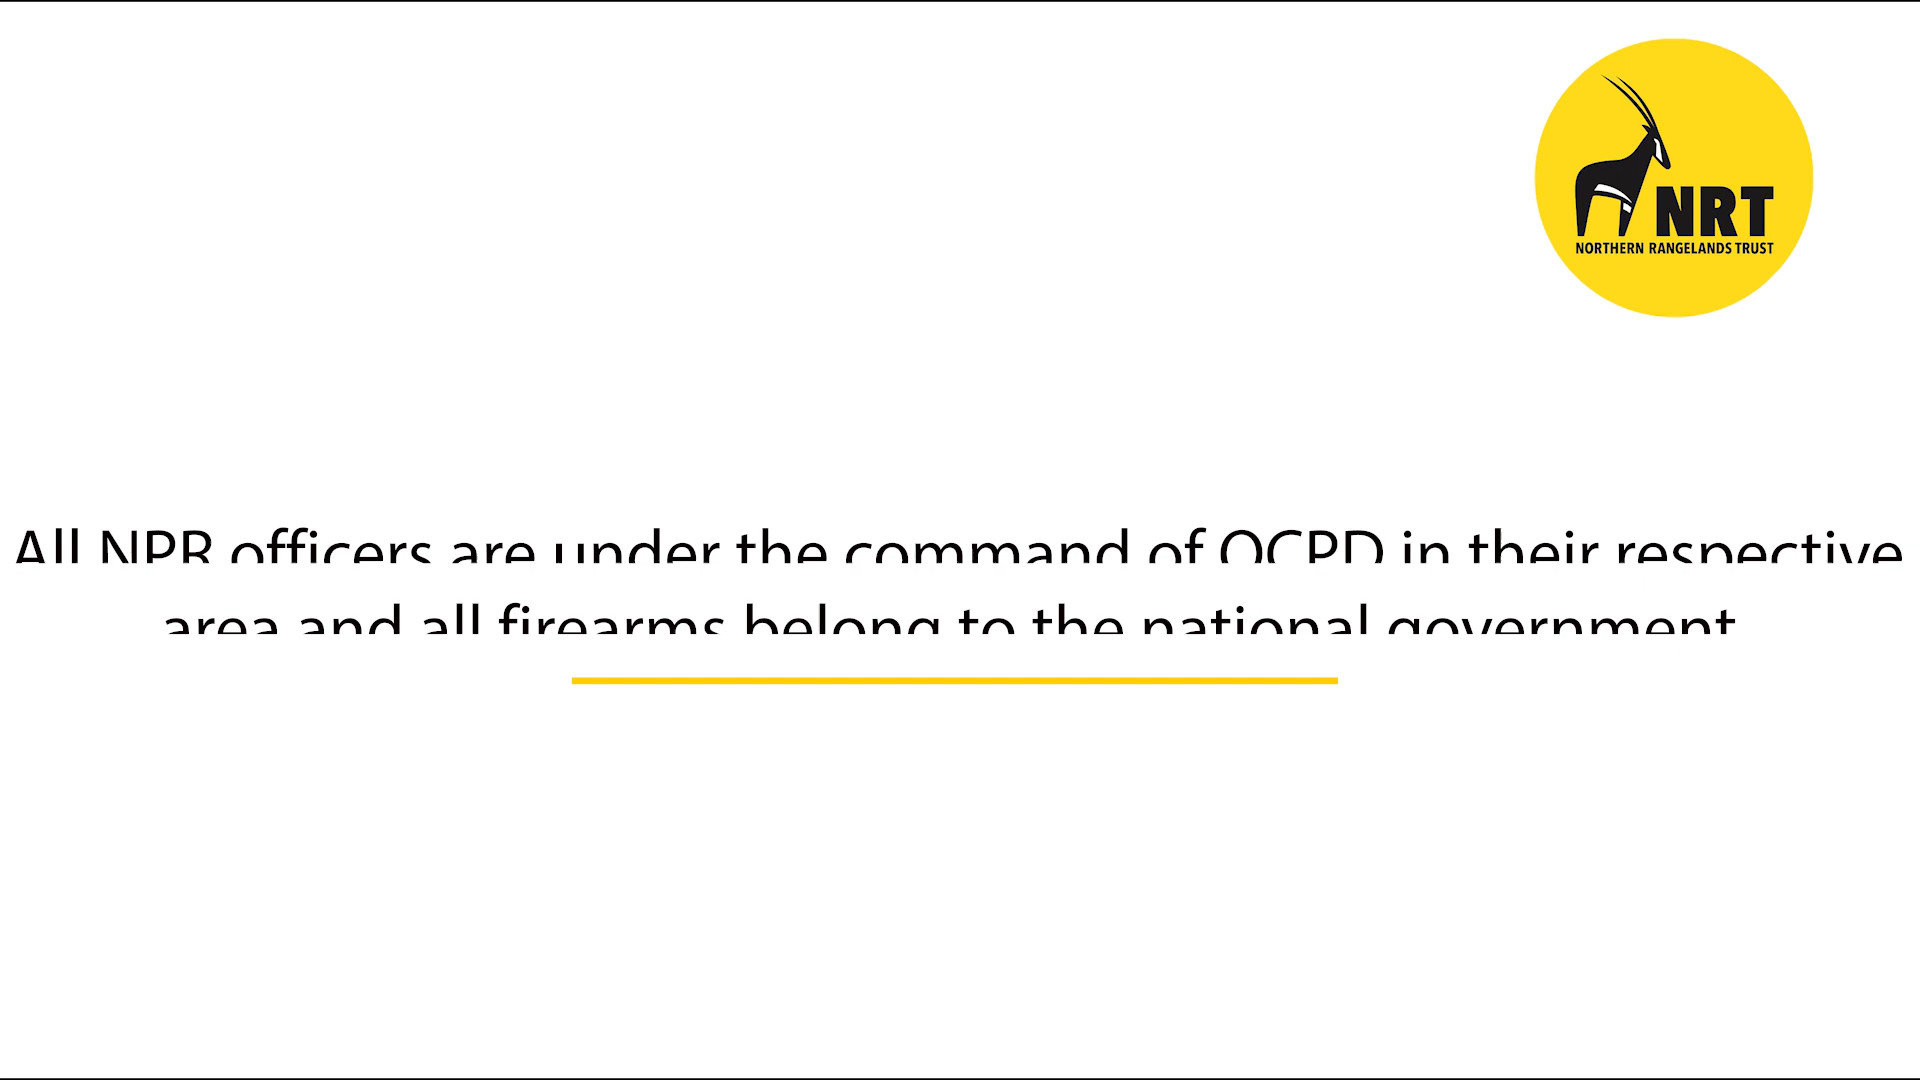 NRT
NORTHERN RANGELANDS TRUST
All NPR officers are under the command of OCPD in their respective
area and all firearms belong to the national government